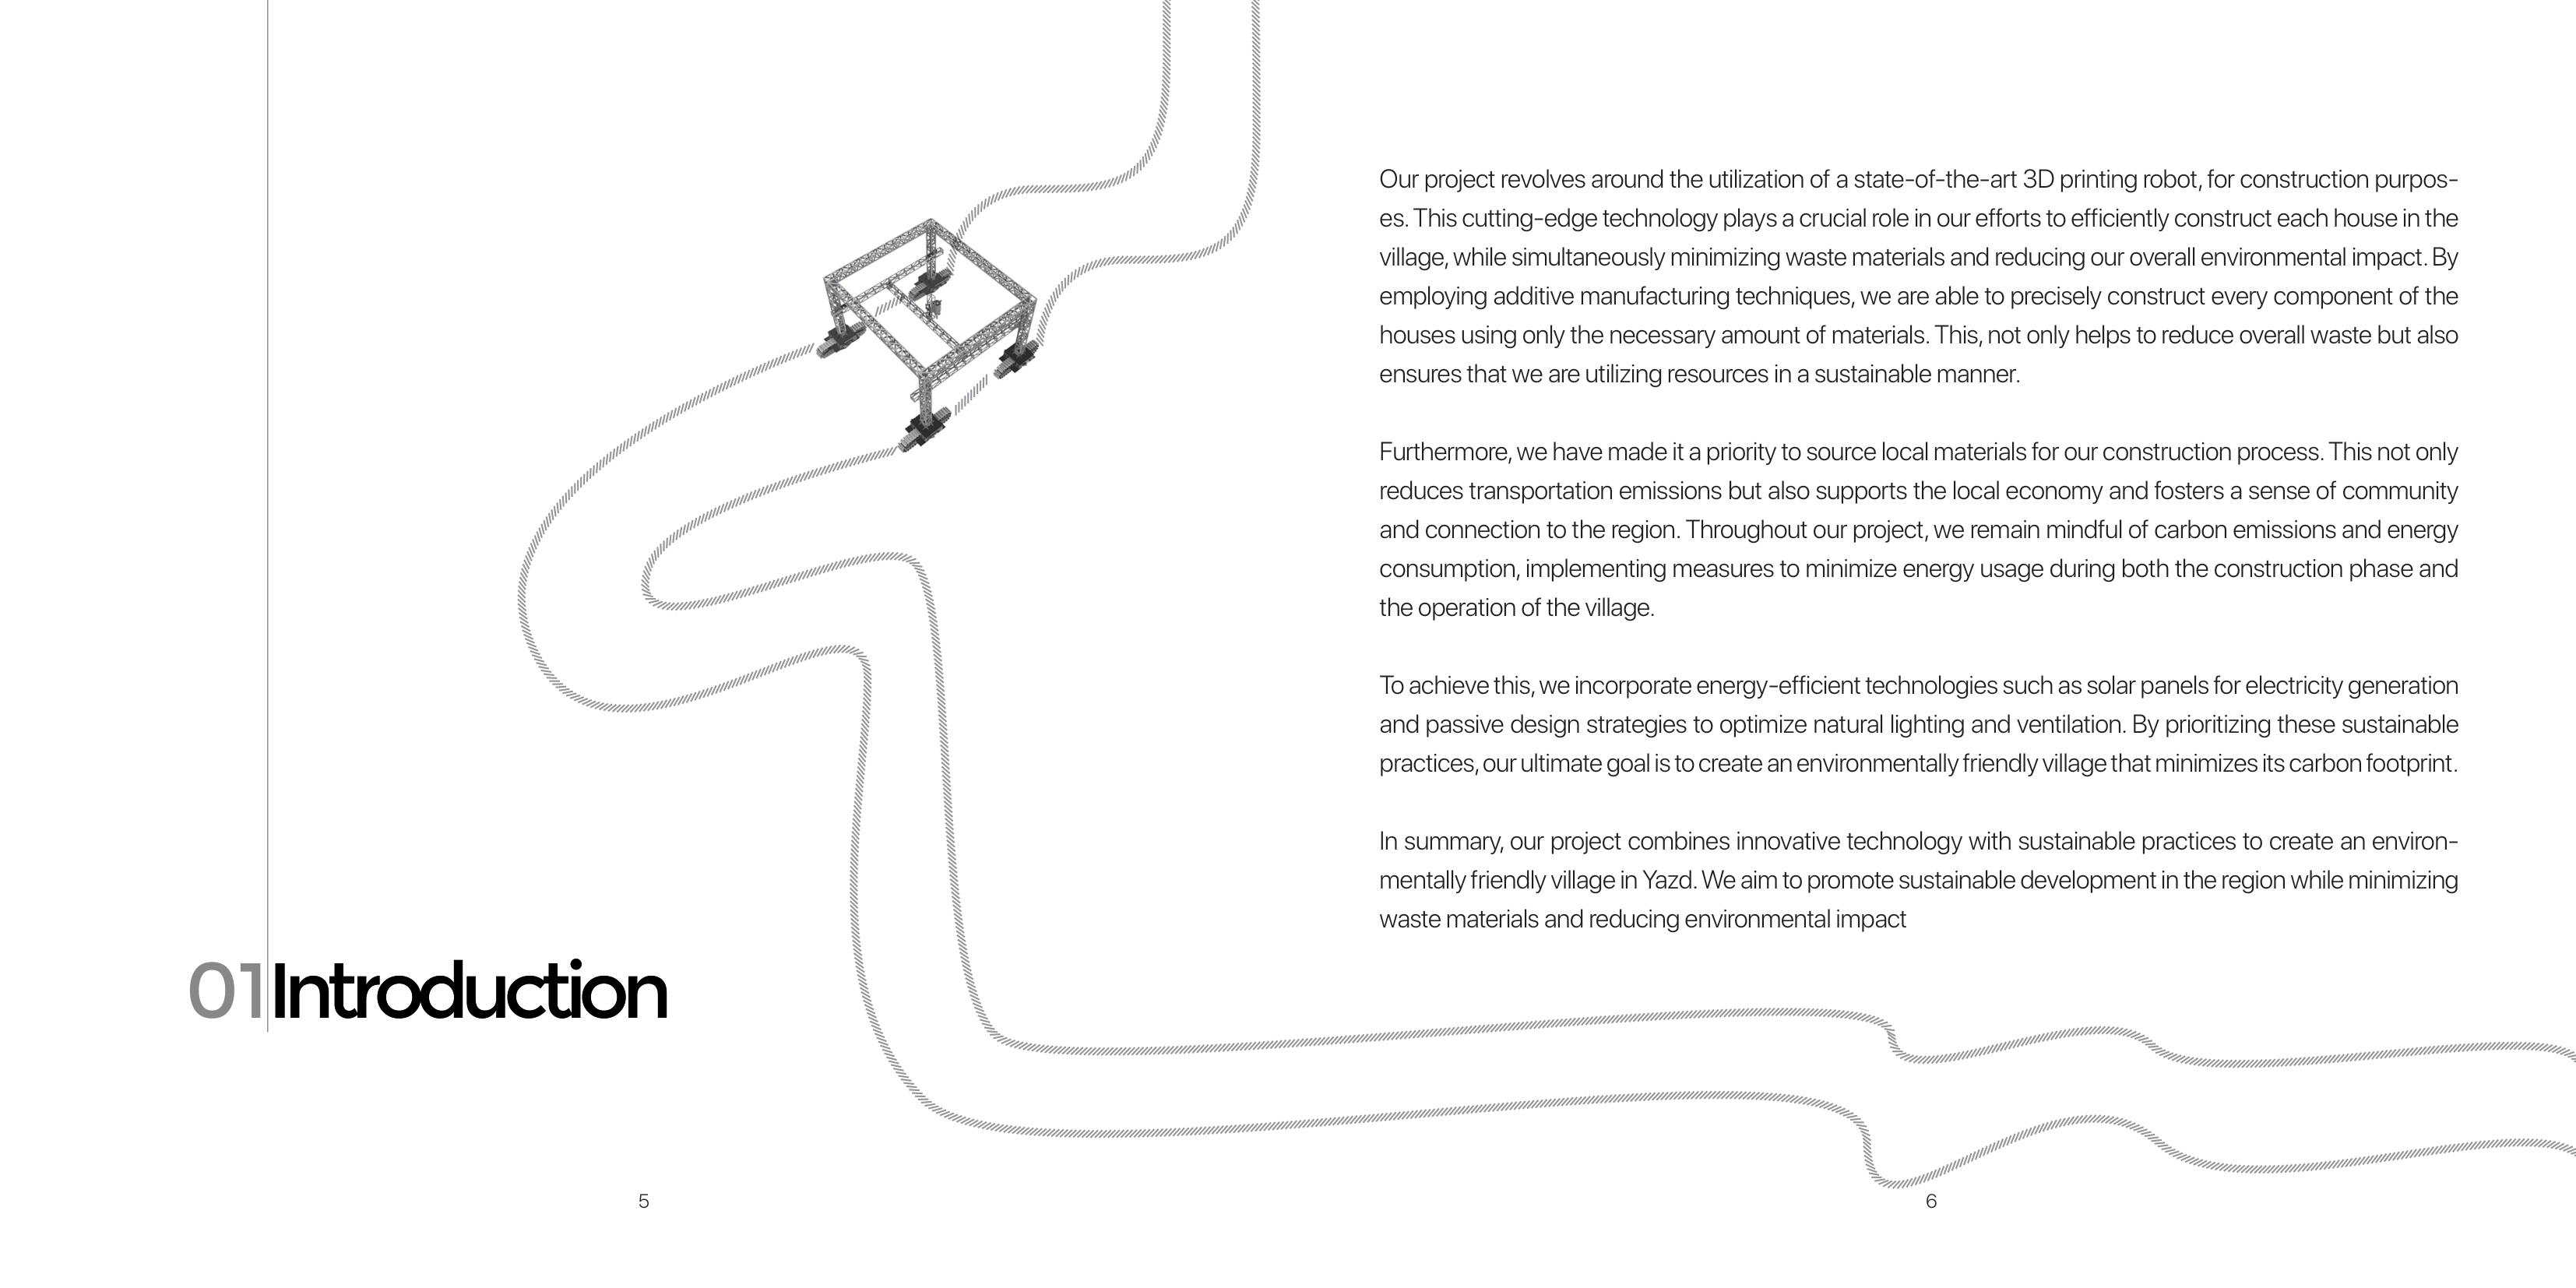 01 Introduction
Our project revolves around the utilization of a state-of-the-art 3D printing robot, for construction purpos-
es. This cutting-edge technology plays a crucial role in our efforts to efficiently construct each house in the
village, while simultaneously minimizing waste materials and reducing our overall environmental impact. By
employing additive manufacturing techniques, we are able to precisely construct every component of the
houses using only the necessary amount of materials. This, not only helps to reduce overall waste but also
ensures that we are utilizing resources in a sustainable manner.
Furthermore, we have made it a priority to source local materials for our construction process. This not only
reduces transportation emissions but also supports the local economy and fosters a sense of community
and connection to the region. Throughout our project, we remain mindful of carbon emissions and energy
consumption, implementing measures to minimize energy usage during both the construction phase and
the operation of the village.
To achieve this, we incorporate energy-efficient technologies such as solar panels for electricity generation
and passive design strategies to optimize natural lighting and ventilation. By prioritizing these sustainable
practices, our ultimate goal is to create an environmentally friendly village that minimizes its carbon footprint.
In summary, our project combines innovative technology with sustainable practices to create an environ-
mentally friendly village in Yazd. We aim to promote sustainable development in the region while minimizing
waste materials and reducing environmental impact
5
6